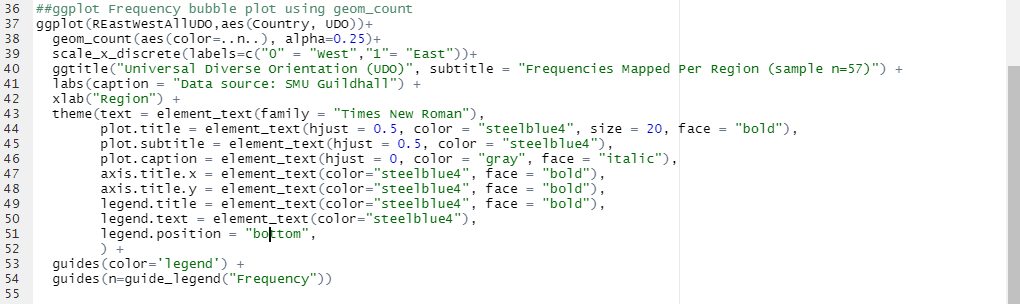 36 ##ggplot Frequency bubble plot using geom_count
37 ggplot(REastWestAllUDO,aes(Country, UDO))+
38   geom_count(aes(color=..n..), alpha=0.25)+
39   scale_x_discrete(labels=c("0" = "West","1"= "East"))+
40   ggtitle("Universal Diverse Orientation (UDO)", subtitle = "Frequencies Mapped Per Region (sample n=57)") +
41   labs(caption = "Data source: SMU Guildhall") +
42   xlab("Region") +
43   theme(text = element_text(family = "Times New Roman"),
44         plot.title = element_text(hjust = 0.5, color = "steelblue4", size = 20, face = "bold"),
45         plot.subtitle = element_text(hjust = 0.5, color = "steelblue4"),
46         plot.caption = element_text(hjust = 0, color = "gray", face = "italic"),
47         axis.title.x = element_text(color="steelblue4", face = "bold"),
48         axis.title.y = element_text(color="steelblue4", face = "bold"),
49         legend.title = element_text(color="steelblue4", face = "bold"),
50         legend.text = element_text(color="steelblue4"),
51         legend.position = "bottom",
52         ) +
53   guides(color='legend') +
54   guides(n=guide_legend("Frequency"))
55